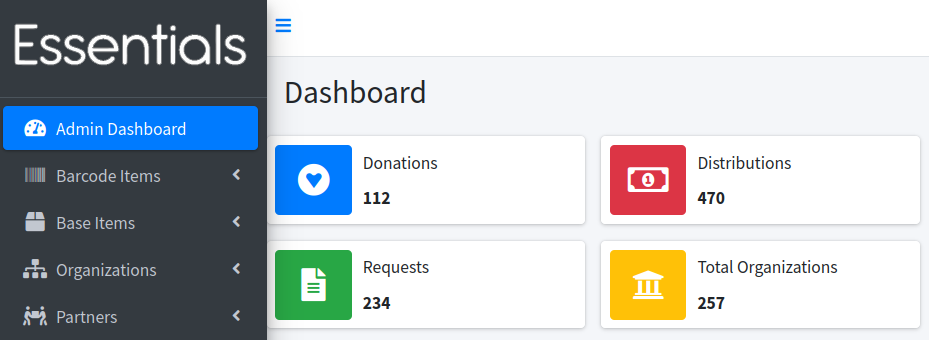 Essentials
Admin Dashboard
Barcode Items
Base Items
Organizations
Partners
Dashboard
Donations
112
Distributions
470
Requests
234
Total Organizations
257